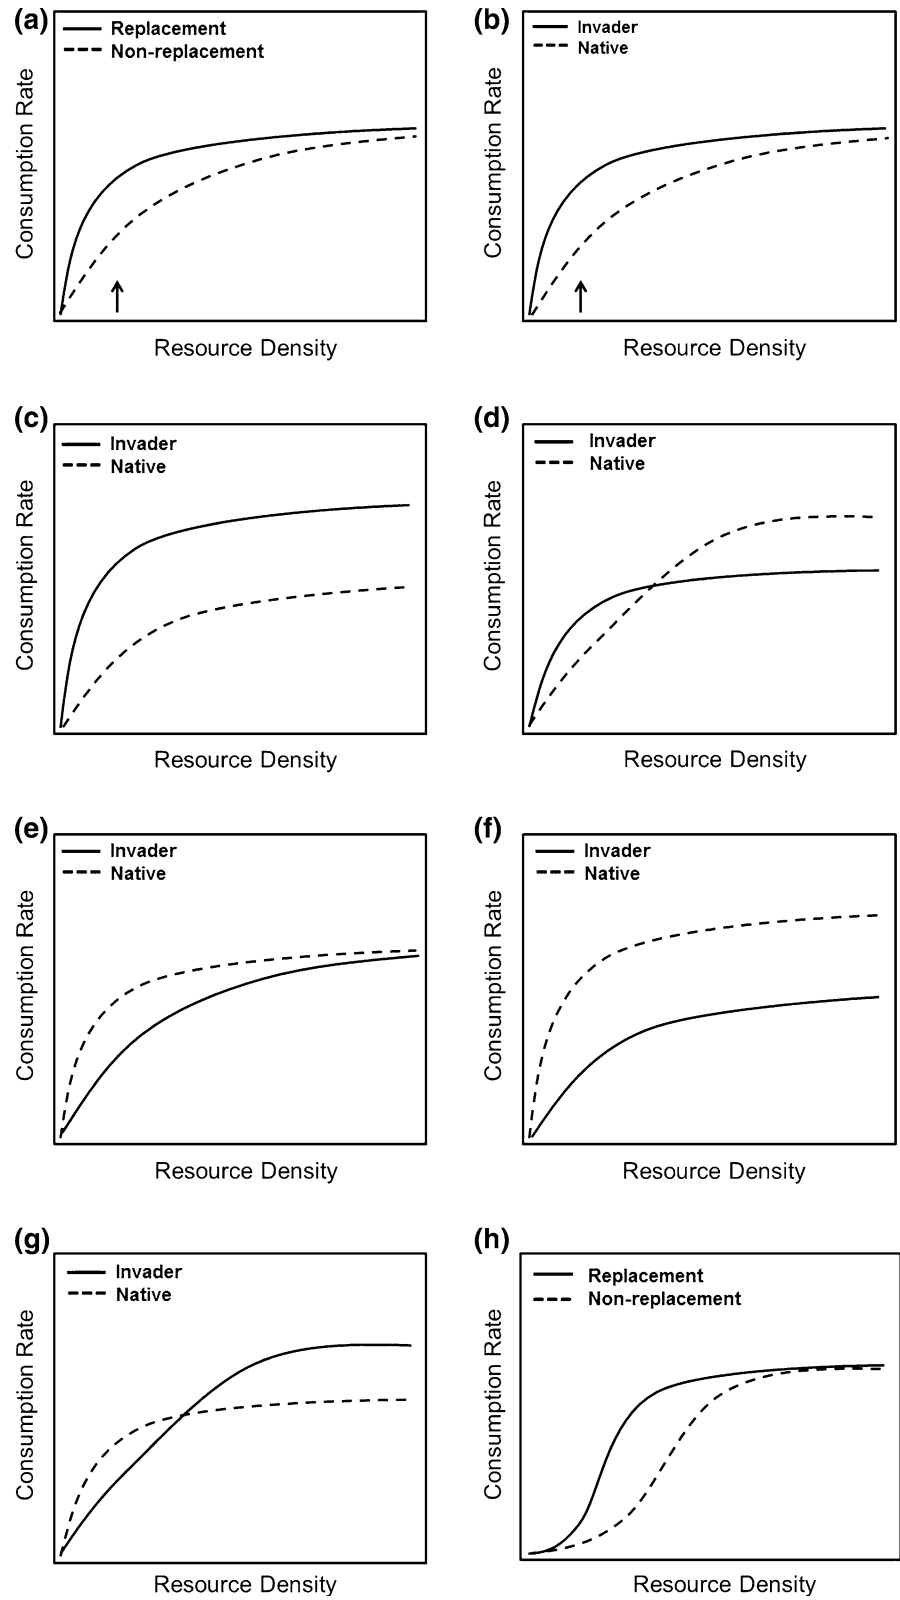 (a)
Replacement
Non-replacement
Consumption Rate
Resource Density
(b)
Invader
Native
Consumption Rate
Resource Density
(c)
Invader
Native
Consumption Rate
Resource Density
(d)
Invader
Native
Consumption Rate
Resource Density
(e)
Invader
Native
Consumption Rate
Resource Density
(f)
Invader
Native
Consumption Rate
Resource Density
(g)
Invader
Native
Consumption Rate
Resource Density
(h)
Replacement
Non-replacement
Consumption Rate
Resource Density